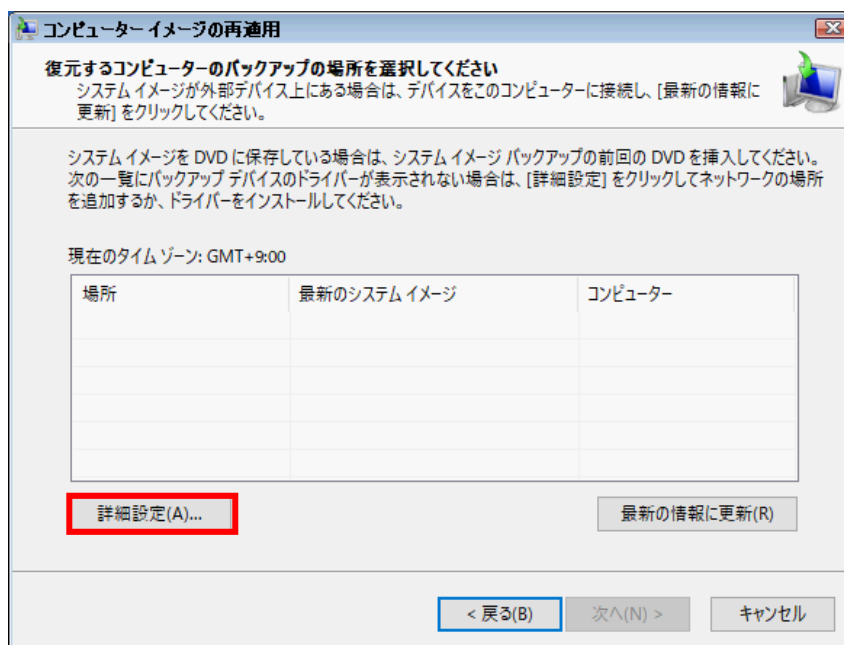 コンピューター イメージの再適用
復元するコンピューターのバックアップの場所を選択してください
システム イメージが外部デバイス上にある場合は、デバイスをこのコンピューターに接続し、[最新の情報に
更新] をクリックしてください。
システム イメージを DVD に保存している場合は、システム イメージ バックアップの前回の DVD を挿入してください。
次の一覧にバックアップ デバイスのドライバーが表示されない場合は、[詳細設定] をクリックしてネットワークの場所
を追加するか、ドライバーをインストールしてください。
現在のタイム ゾーン: GMT+9:00
場所 最新のシステム イメージ コンピューター
詳細設定(A)... 最新の情報に更新(R)
< 戻る(B) 次へ(N) > キャンセル